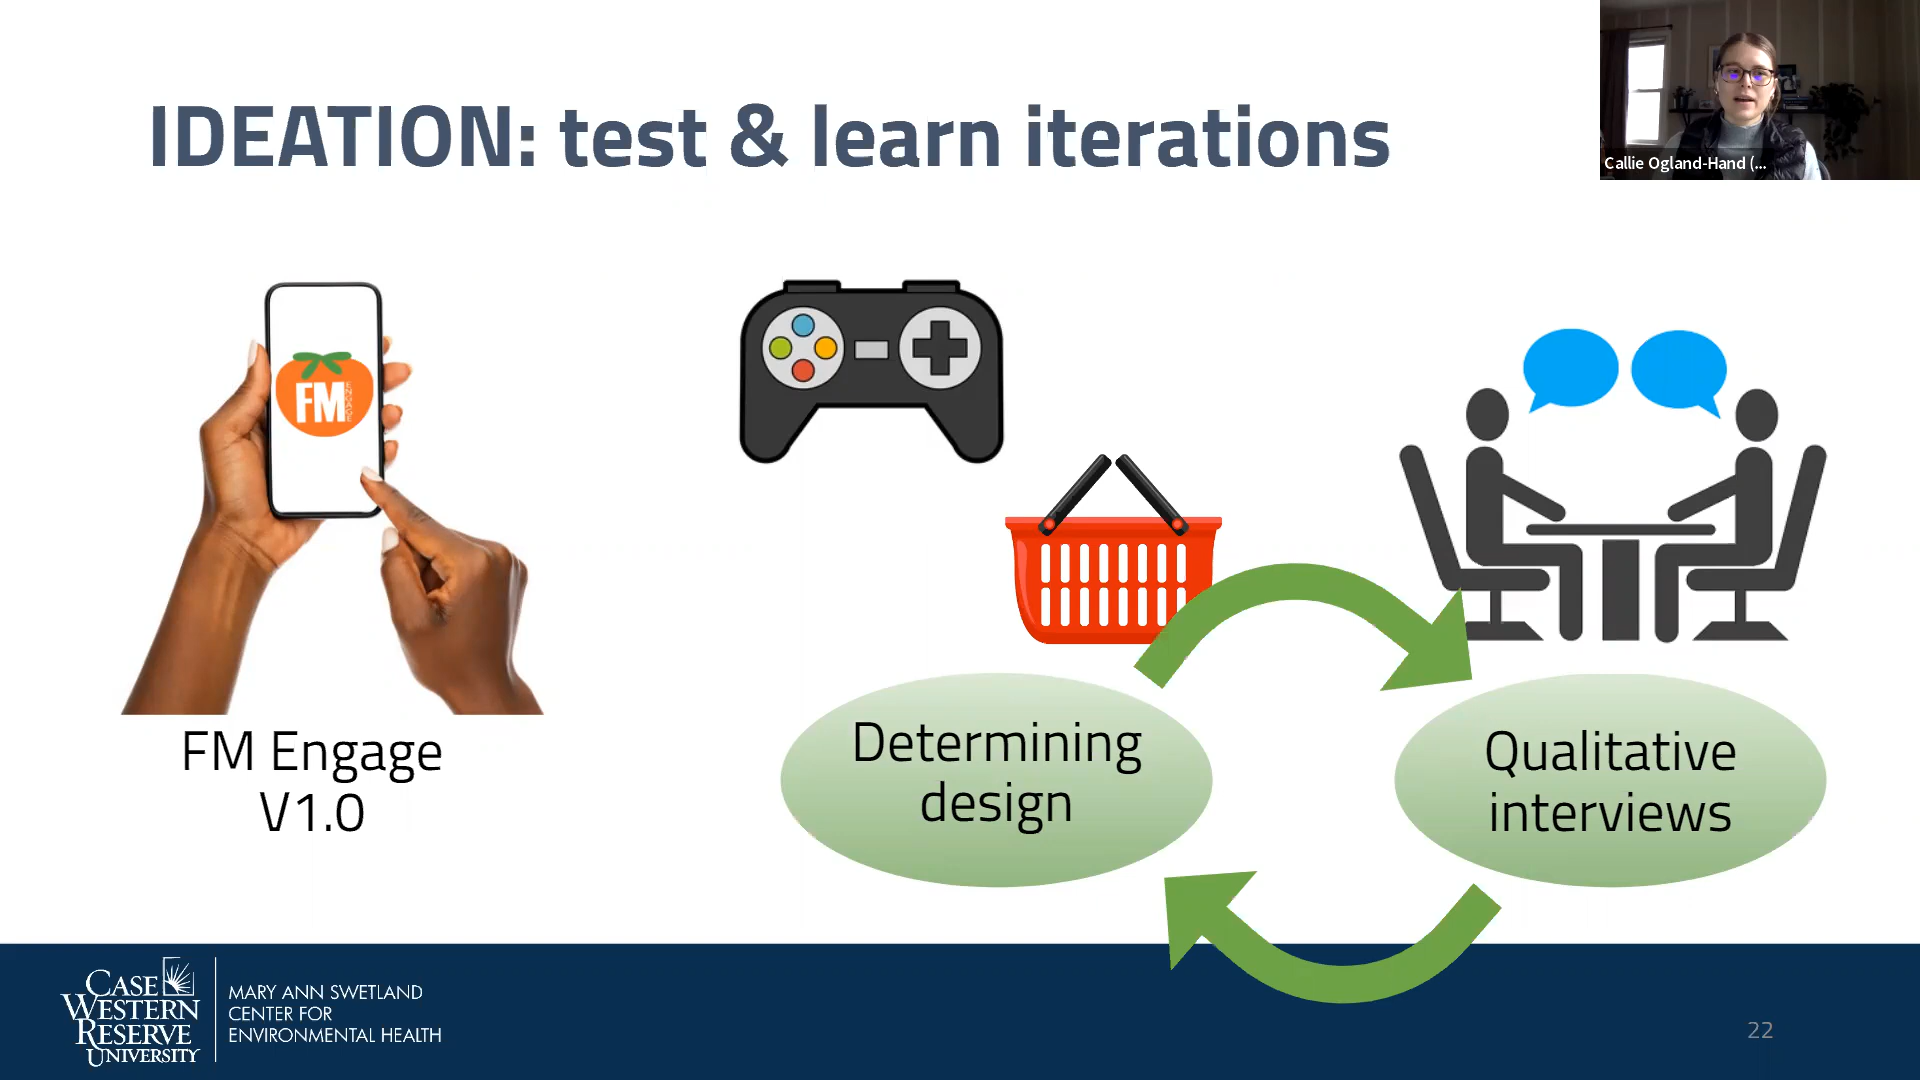 IDEATION: test & learn iterations
Callie Ogland-Hand (...
FM
FM Engage
V1.0
Determining
design
Qualitative
interviews
CASE
WESTERN
RESERVE
UNIVERSITY
MARY ANN SWETLAND
CENTER FOR
ENVIRONMENTAL HEALTH
22